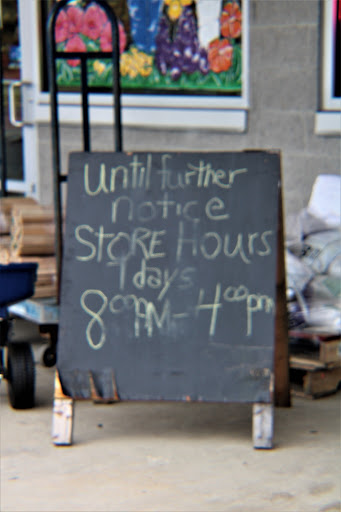 until further
notice
STORE Hours
7 days
8:00AM - 4:00pm